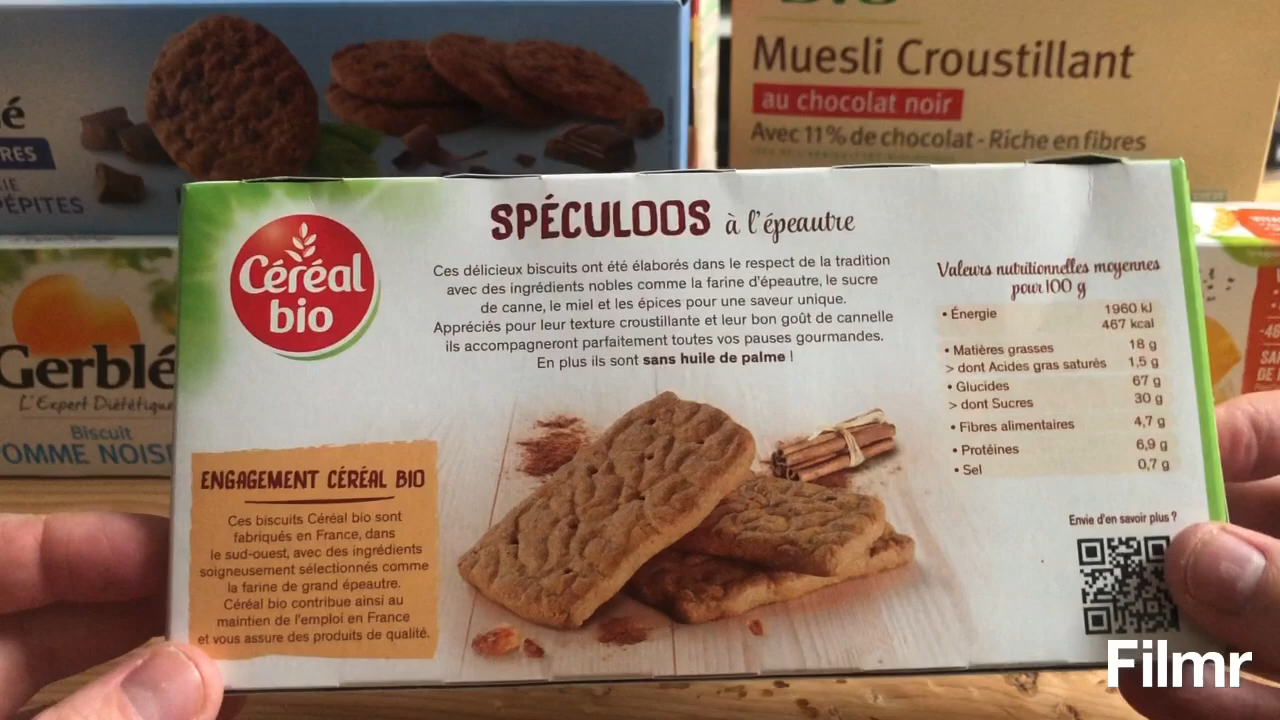 é
RES
PÉPITES
BIO
Muesli Croustillant
au chocolat noir
Avec 11% de chocolat - Riche en fibres
Gerblé
L'Expert Diététique
Biscuit
SPÉCULOOS à l'épeautre
Céréal
bio
Ces délicieux biscuits ont été élaborés dans le respect de la tradition
avec des ingrédients nobles comme la farine d'épeautre, le sucre
de canne, le miel et les épices pour une saveur unique.
Appréciés pour leur texture croustillante et leur bon goût de cannelle
ils accompagneront parfaitement toutes vos pauses gourmandes.
En plus ils sont sans huile de palme !
Valeurs nutritionnelles moyennes
pour 100 g
• Énergie 1960 kJ
467 kcal
• Matières grasses 18 g
> dont Acides gras saturés 1,5 g
• Glucides 67 g
> dont Sucres 30 g
• Fibres alimentaires 4,7 g
• Protéines 6,9 g
• Sel 0,7 g
ENGAGEMENT CÉRÉAL BIO
Ces biscuits Céréal bio sont
fabriqués en France, dans
le sud-ouest, avec des ingrédients
soigneusement sélectionnés comme
la farine de grand épeautre.
Céréal bio contribue ainsi au
maintien de l'emploi en France
et vous assure des produits de qualité.
Envie d'en savoir plus ?
Filmr